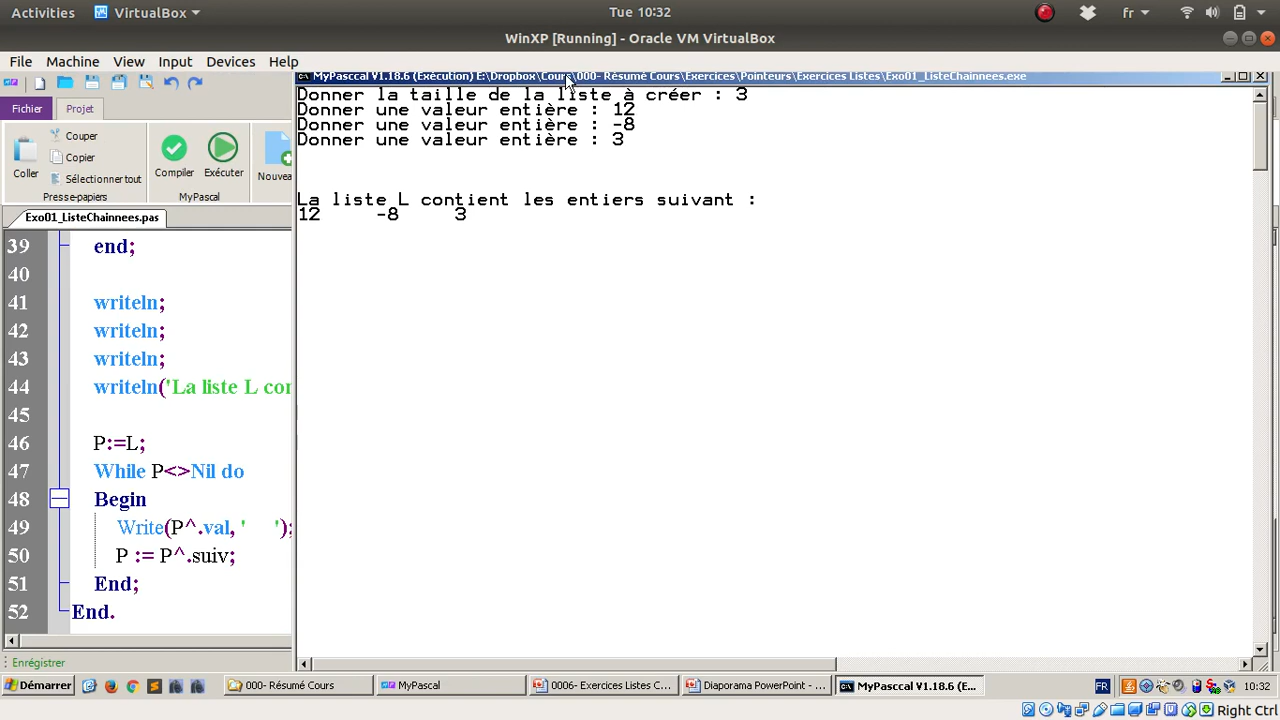 Activities VirtualBox Tue 10:32 fr
WinXP [Running] - Oracle VM VirtualBox
File Machine View Input Devices Help
MyPasccal V1.18.6 (Exécution) E:\Dropbox\Cours\000- Résumé Cours\Exercices\Pointeurs\Exercices Listes\Exo01_ListeChainnees.exe
Fichier Projet
Couper
Copier
Sélectionner tout
Coller
Presse-papiers
Compiler Exécuter Nouveau
MyPascal
Exo01_ListeChainnees.pas
39 end;
40
41 writeln;
42 writeln;
43 writeln;
44 writeln('La liste L con
45
46 P:=L;
47 While P<>Nil do
48 Begin
49 Write(P^.val, ' ');
50 P := P^.suiv;
51 End;
52 End.
Enrégistrer
Donner la taille de la liste à créer : 3
Donner une valeur entière : 12
Donner une valeur entière : -8
Donner une valeur entière : 3
La liste L contient les entiers suivant :
12 -8 3
Démarrer 000- Résumé Cours MyPascal 0006- Exercices Listes C... Diaporama PowerPoint - ... MyPasccal V1.18.6 (E... FR 10:32
Right Ctrl